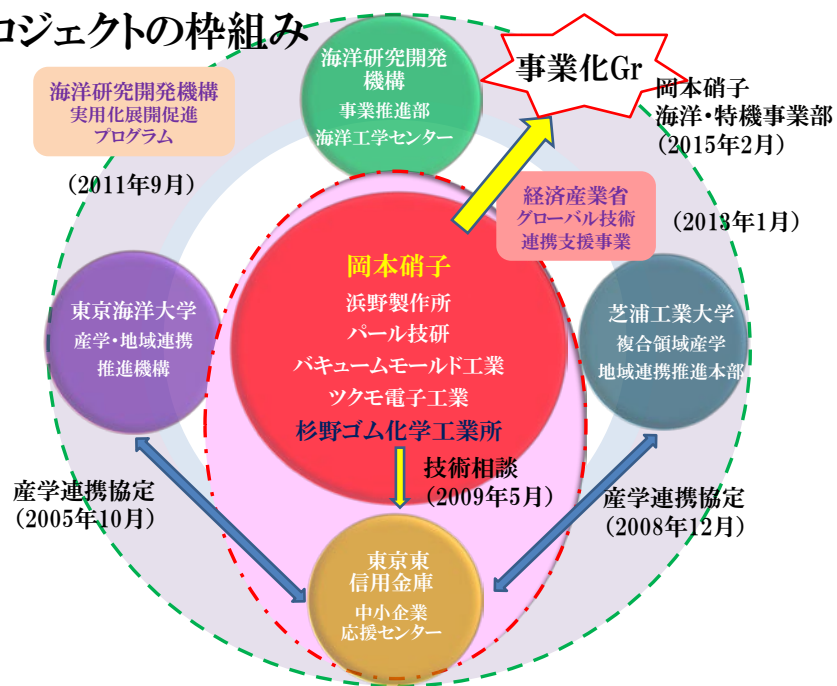 ロジェクトの枠組み
海洋研究開発
機構
事業推進部
海洋工学センター
事業化Gr
岡本硝子
海洋・特機事業部
(2015年2月)
海洋研究開発機構
実用化展開促進
プログラム
(2011年9月)
経済産業省
グローバル技術
連携支援事業
(2013年1月)
岡本硝子
浜野製作所
パール技研
バキュームモールド工業
ツクモ電子工業
杉野ゴム化学工業所
東京海洋大学
産学・地域連携
推進機構
芝浦工業大学
複合領域産学
地域連携推進本部
技術相談
(2009年5月)
産学連携協定
(2005年10月)
産学連携協定
(2008年12月)
東京東
信用金庫
中小企業
応援センター